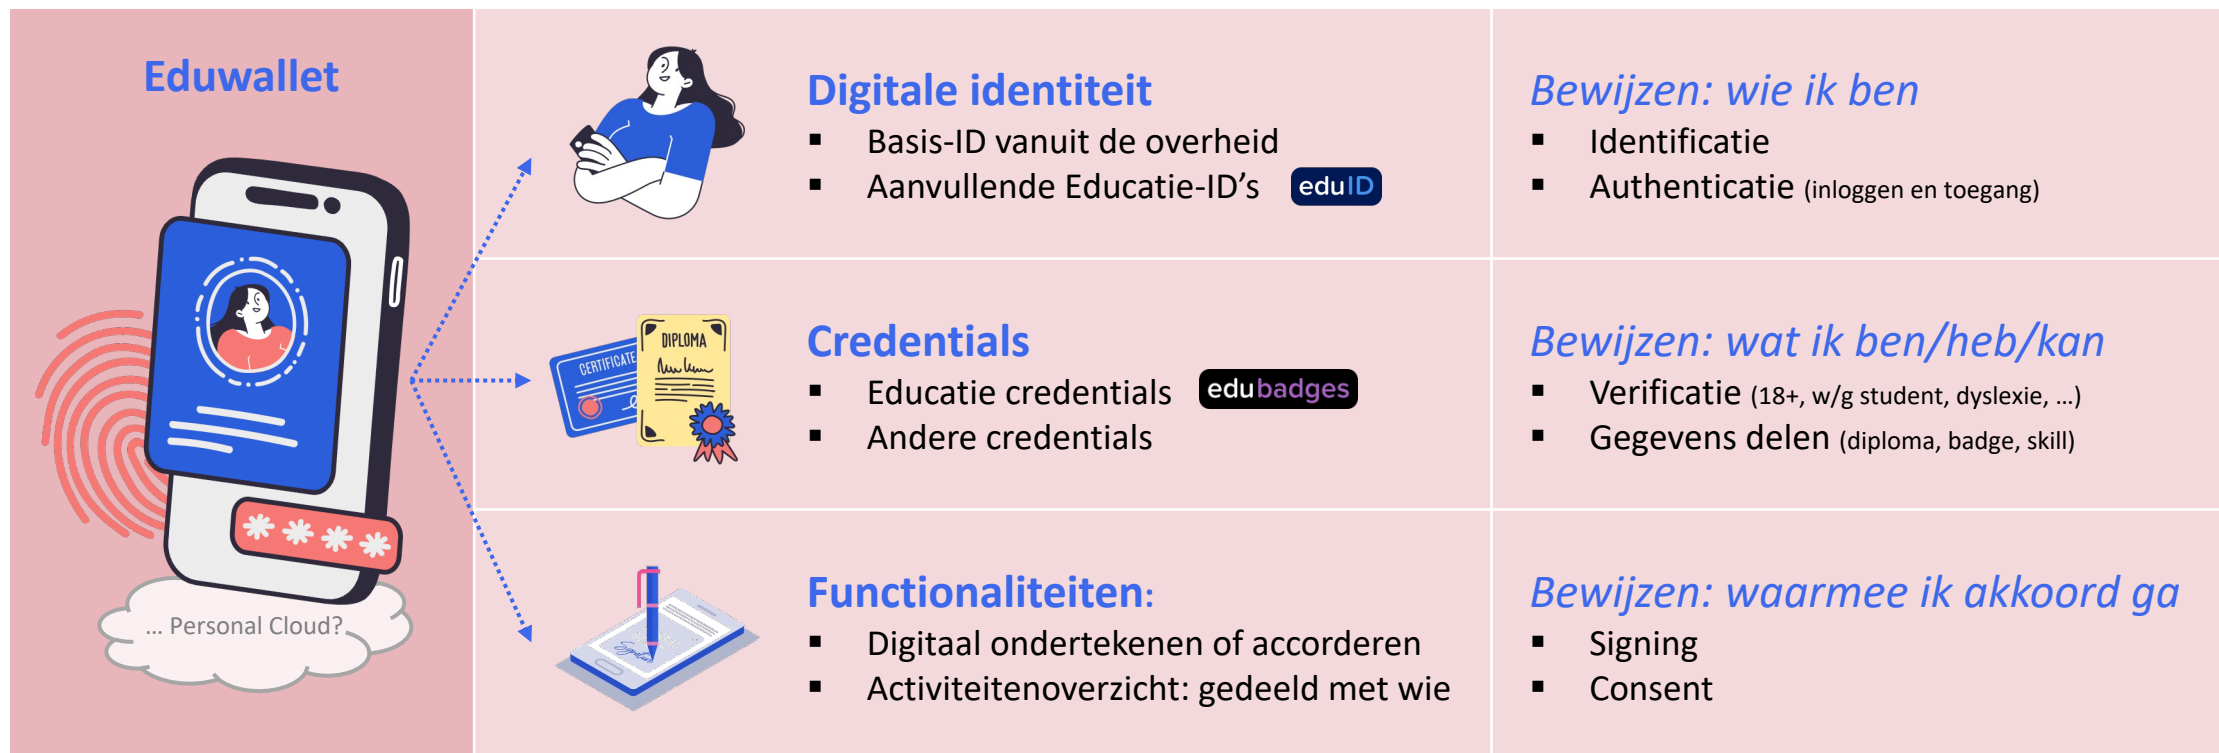 Eduwallet
... Personal Cloud?
Digitale identiteit
▪ Basis-ID vanuit de overheid
▪ Aanvullende Educatie-ID’s eduID
Bewijzen: wie ik ben
▪ Identificatie
▪ Authenticatie (inloggen en toegang)
CERTIFICATE
DIPLOMA
Credentials
▪ Educatie credentials edubadges
▪ Andere credentials
Bewijzen: wat ik ben/heb/kan
▪ Verificatie (18+, w/g student, dyslexie, …)
▪ Gegevens delen (diploma, badge, skill)
Functionaliteiten:
▪ Digitaal ondertekenen of accorderen
▪ Activiteitenoverzicht: gedeeld met wie
Bewijzen: waarmee ik akkoord ga
▪ Signing
▪ Consent